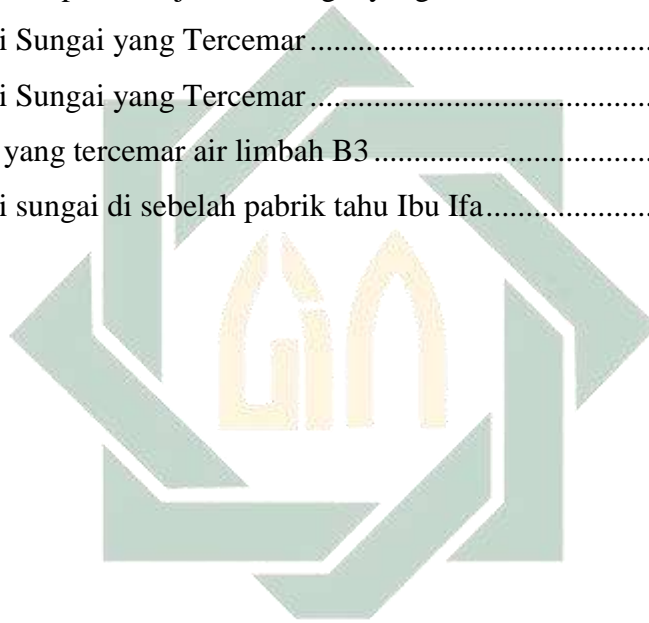 i Sungai yang Tercemar
i Sungai yang Tercemar
yang tercemar air limbah B3
i sungai di sebelah pabrik tahu Ibu Ifa